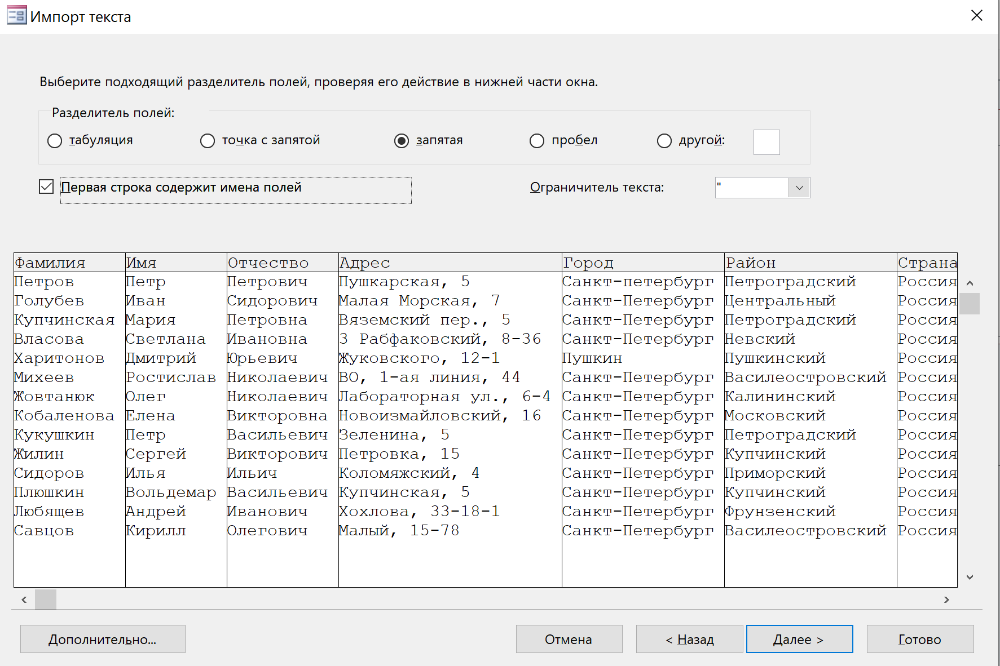 Импорт текста
Выберите подходящий разделитель полей, проверяя его действие в нижней части окна.
Разделитель полей:
табуляция точка с запятой запятая пробел другой:
Первая строка содержит имена полей Ограничитель текста: "
Фамилия Имя Отчество Адрес Город Район Страна
Петров Петр Петрович Пушкарская, 5 Санкт-петербург Петроградский Россия
Голубев Иван Сидорович Малая Морская, 7 Санкт-Петербург Центральный Россия
Купчинская Мария Петровна Вяземский пер., 5 Санкт-Петербург Петроградский Россия
Власова Светлана Ивановна 3 Рабфаковский, 8-36 Санкт-Петербург Невский Россия
Харитонов Дмитрий Юрьевич Жуковского, 12-1 Пушкин Пушкинский Россия
Михеев Ростислав Николаевич ВО, 1-ая линия, 44 Санкт-Петербург Василеостровский Россия
Жовтанюк Олег Николаевич Лабораторная ул., 6-4 Санкт-Петербург Калининский Россия
Кобаленова Елена Викторовна Новоизмайловский, 16 Санкт-Петербург Московский Россия
Кукушкин Петр Васильевич Зеленина, 5 Санкт-Петербург Петроградский Россия
Жилин Сергей Викторович Петровка, 15 Санкт-Петербург Купчинский Россия
Сидоров Илья Ильич Коломяжский, 4 Санкт-Петербург Приморский Россия
Плюшкин Вольдемар Васильевич Купчинская, 5 Санкт-Петербург Купчинский Россия
Любящев Андрей Иванович Хохлова, 33-18-1 Санкт-Петербург Фрунзенский Россия
Савцов Кирилл Олегович Малый, 15-78 Санкт-Петербург Василеостровский Россия
Дополнительно... Отмена < Назад Далее > Готово